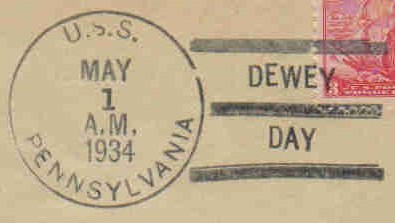 U.S.S.
MAY
1
A.M.
1934
PENNSYLVANIA
DEWEY
DAY